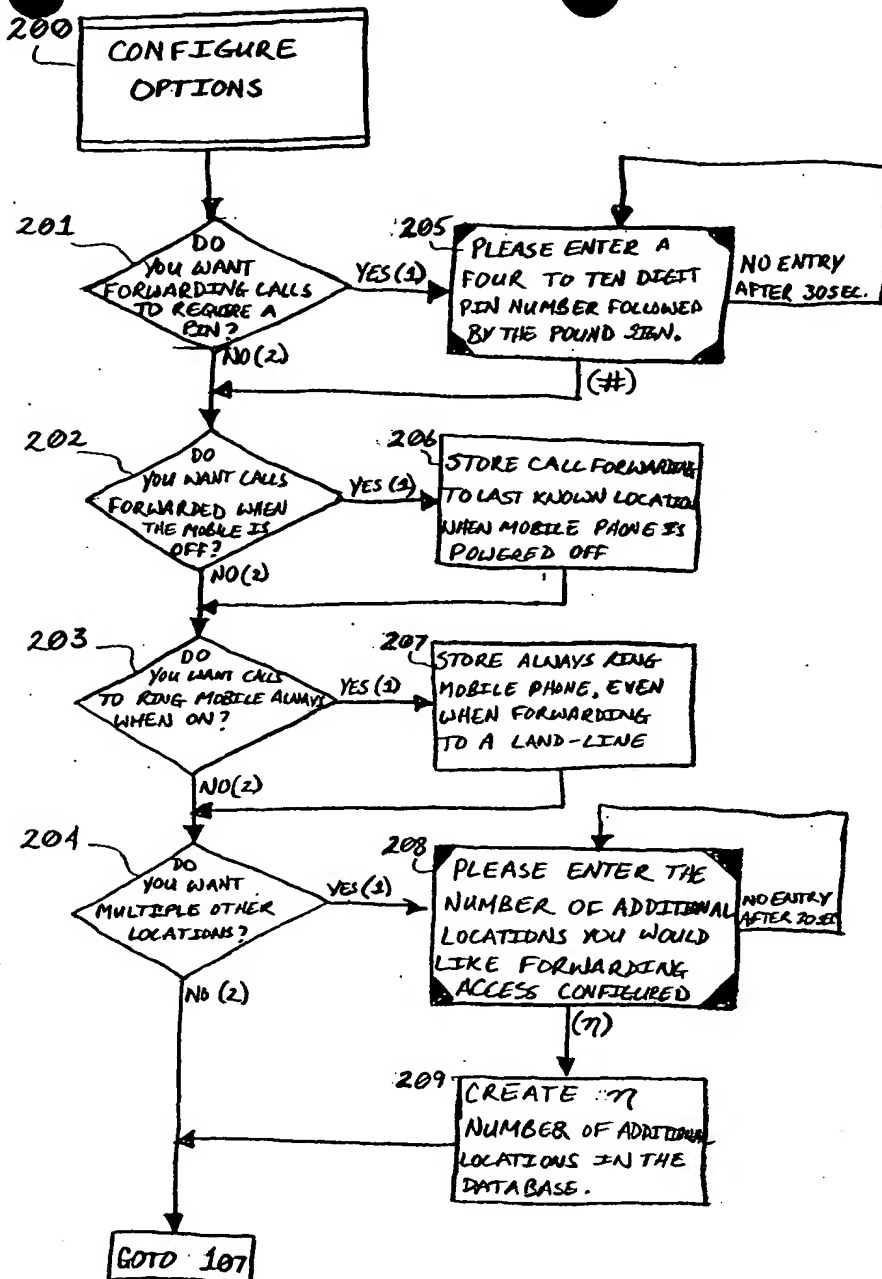 200
CONFIGURE
OPTIONS
201
DO
YOU WANT
FORWARDING CALLS
TO REQUIRE A
PIN?
YES (1)
NO (2)
205
PLEASE ENTER A
FOUR TO TEN DIGIT
PIN NUMBER FOLLOWED
BY THE POUND SIGN.
NO ENTRY
AFTER 30SEC.
(#)
202
DO
YOU WANT CALLS
FORWARDED WHEN
THE MOBILE IS
OFF?
YES (1)
NO (2)
206
STORE CALL FORWARDING
TO LAST KNOWN LOCATION
WHEN MOBILE PHONE IS
POWERED OFF
203
DO
YOU WANT CALLS
TO RING MOBILE ALWAYS
WHEN ON?
YES (1)
NO (2)
207
STORE ALWAYS RING
MOBILE PHONE, EVEN
WHEN FORWARDING
TO A LAND-LINE
204
DO
YOU WANT
MULTIPLE OTHER
LOCATIONS?
YES (1)
NO (2)
208
PLEASE ENTER THE
NUMBER OF ADDITIONAL
LOCATIONS YOU WOULD
LIKE FORWARDING
ACCESS CONFIGURED
NO ENTRY
AFTER
(n)
209
CREATE n
NUMBER OF ADDITIONAL
LOCATIONS IN THE
DATABASE.
GOTO 107